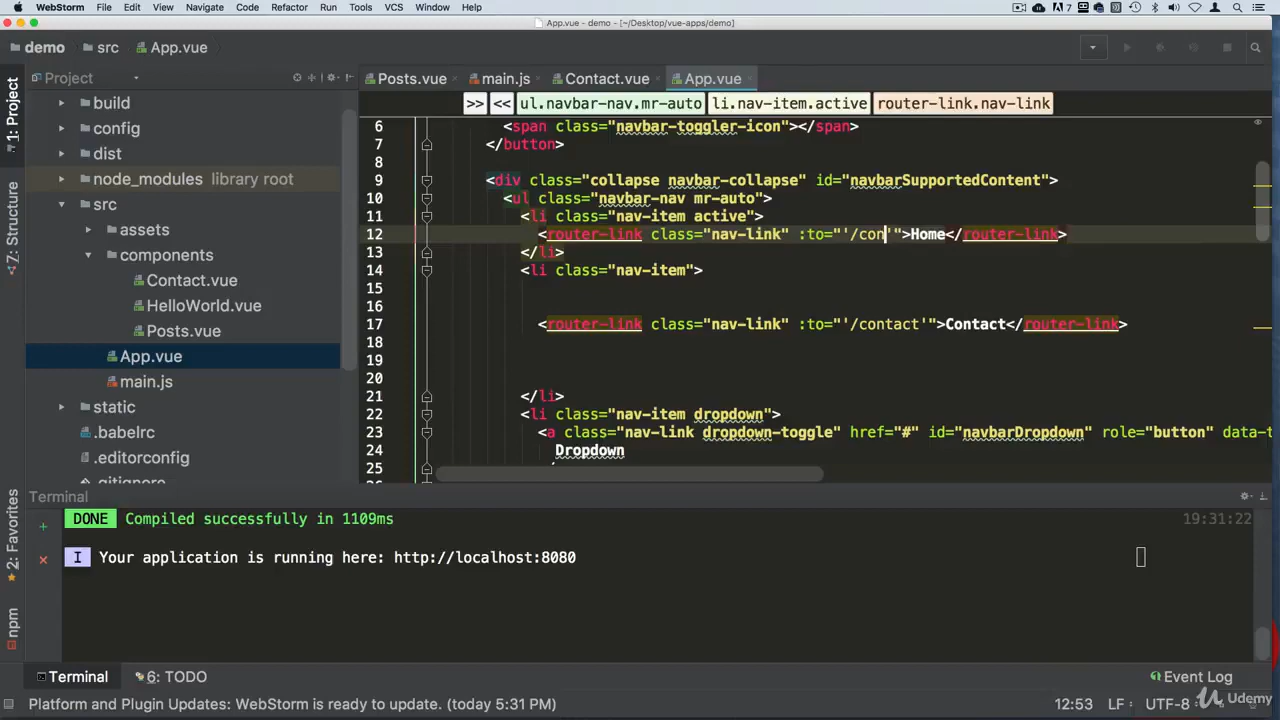 WebStorm File Edit View Navigate Code Refactor Run Tools VCS Window Help 7
App.vue - demo - [~/Desktop/vue-apps/demo]
demo src App.vue
Project Posts.vue main.js Contact.vue App.vue
>> << ul.navbar-nav.mr-auto li.nav-item.active router-link.nav-link
1: Project
Z: Structure
2: Favorites
npm
build
config
dist
node_modules library root
src
assets
components
Contact.vue
HelloWorld.vue
Posts.vue
App.vue
main.js
static
.babelrc
.editorconfig
.gitignore
6 <span class="navbar-toggler-icon"></span>
7 </button>
8
9 <div class="collapse navbar-collapse" id="navbarSupportedContent">
10 <ul class="navbar-nav mr-auto">
11 <li class="nav-item active">
12 <router-link class="nav-link" :to="'/con'">Home</router-link>
13 </li>
14 <li class="nav-item">
15
16
17 <router-link class="nav-link" :to="'/contact'">Contact</router-link>
18
19
20
21 </li>
22 <li class="nav-item dropdown">
23 <a class="nav-link dropdown-toggle" href="#" id="navbarDropdown" role="button" data-t
24 Dropdown
25
Terminal
DONE Compiled successfully in 1109ms 19:31:22
I Your application is running here: http://localhost:8080
Terminal 6: TODO Event Log
Platform and Plugin Updates: WebStorm is ready to update. (today 5:31 PM) 12:53 LF UTF-8
Udemy